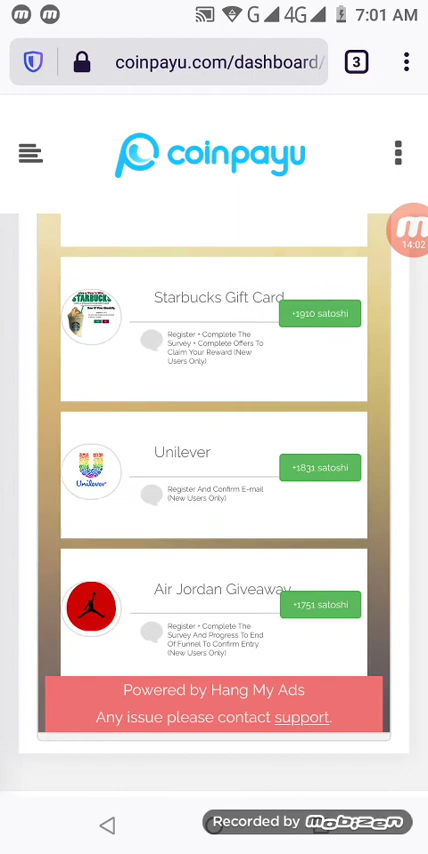 G 4G 7:01 AM
coinpayu.com/dashboard/
3
coinpayu
14:02
Starbucks Gift Card
+1910 satoshi
Register + Complete The
Survey + Complete Offers To
Claim Your Reward (New
Users Only)
STARBUCKS
Unilever
+1831 satoshi
Register And Confirm E-mail
(New Users Only)
Unilever
Air Jordan Giveaway
+1751 satoshi
Register + Complete The
Survey And Progress To End
Of Funnel To Confirm Entry
(New Users Only)
Powered by Hang My Ads
Any issue please contact support.
Recorded by mobizen